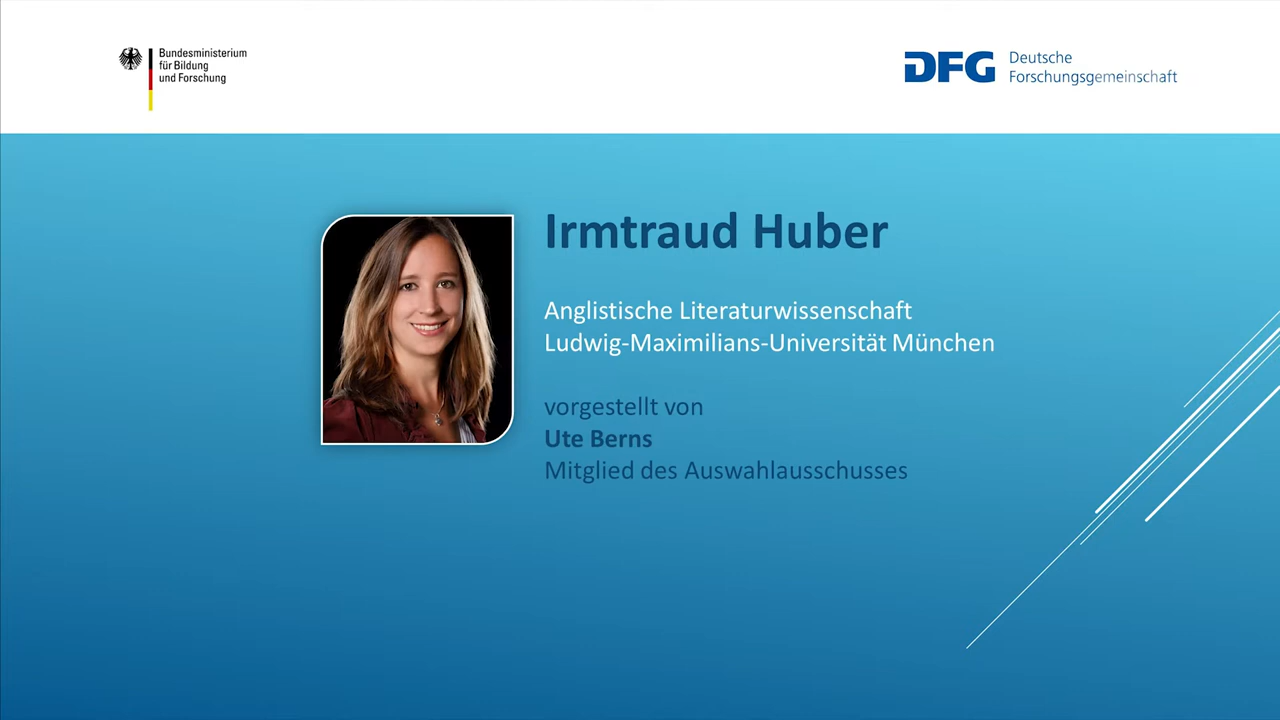 Bundesministerium
für Bildung
und Forschung
DFG
Deutsche
Forschungsgemeinschaft
Irmtraud Huber
Anglistische Literaturwissenschaft
Ludwig-Maximilians-Universität München
vorgestellt von
Ute Berns
Mitglied des Auswahlausschusses